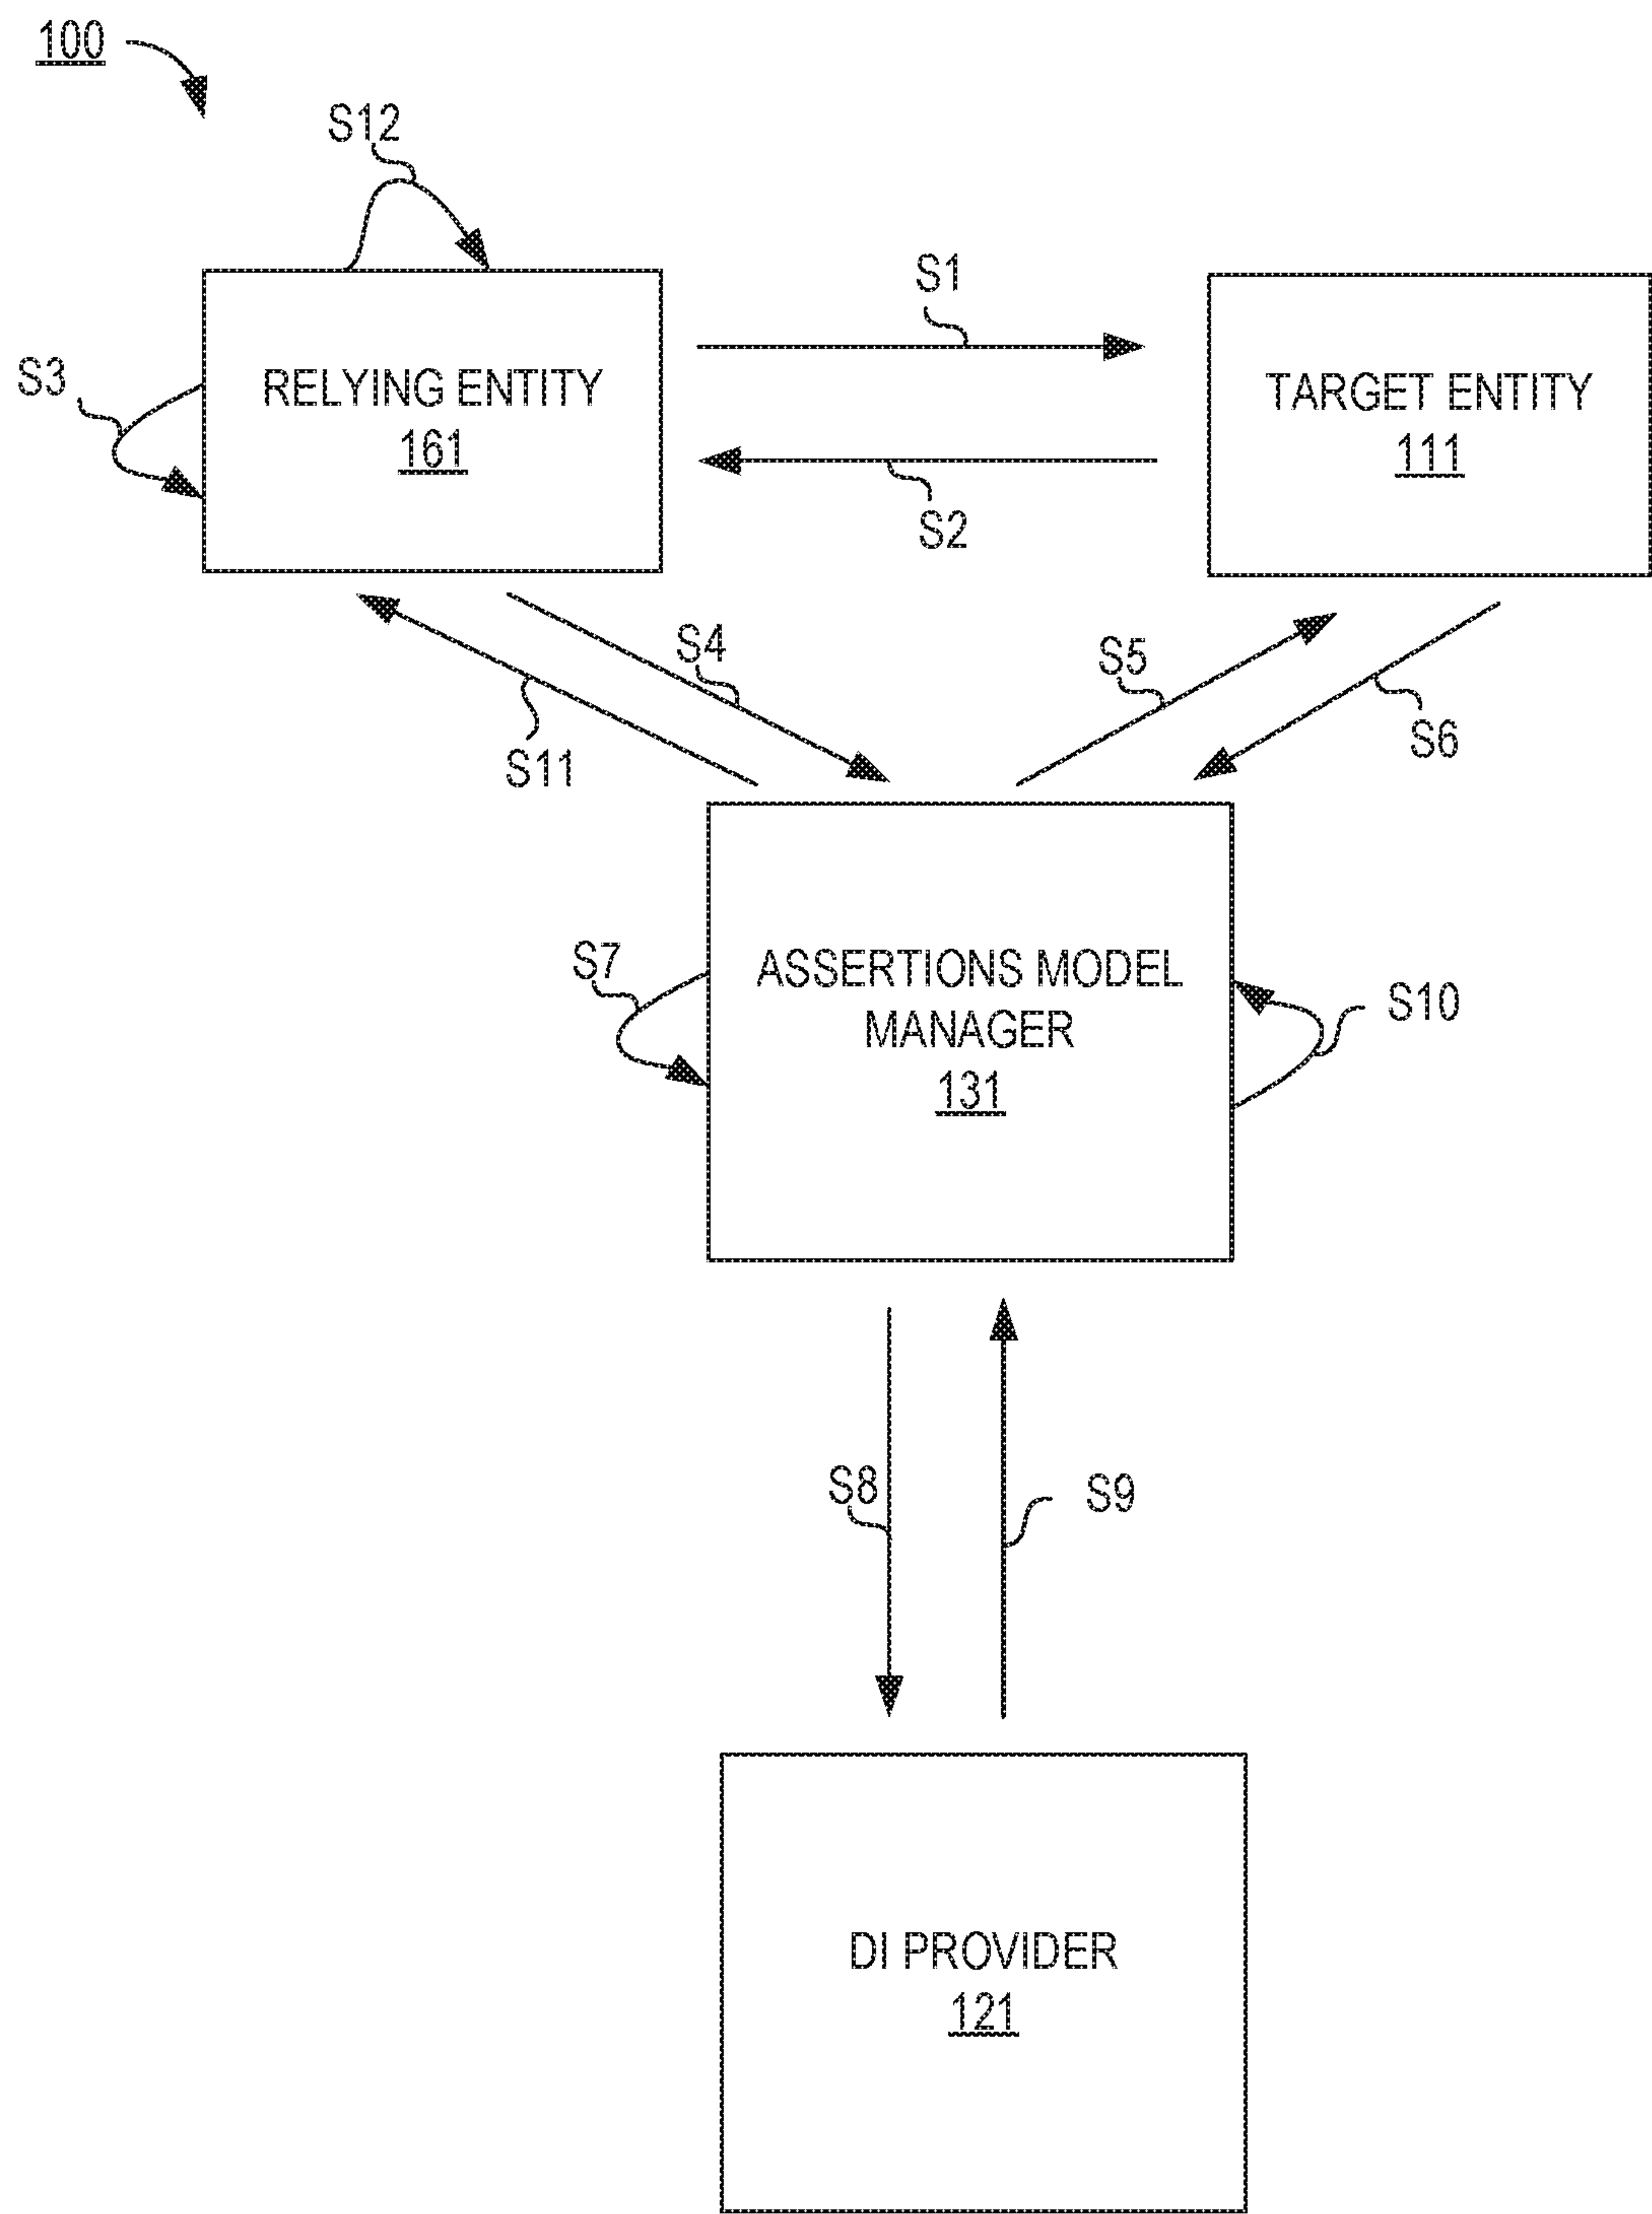 100
S12
S1
S3
RELYING ENTITY
161
TARGET ENTITY
111
S2
S4
S5
S11
S6
S7
ASSERTIONS MODEL
MANAGER
131
S10
S8
S9
DI PROVIDER
121